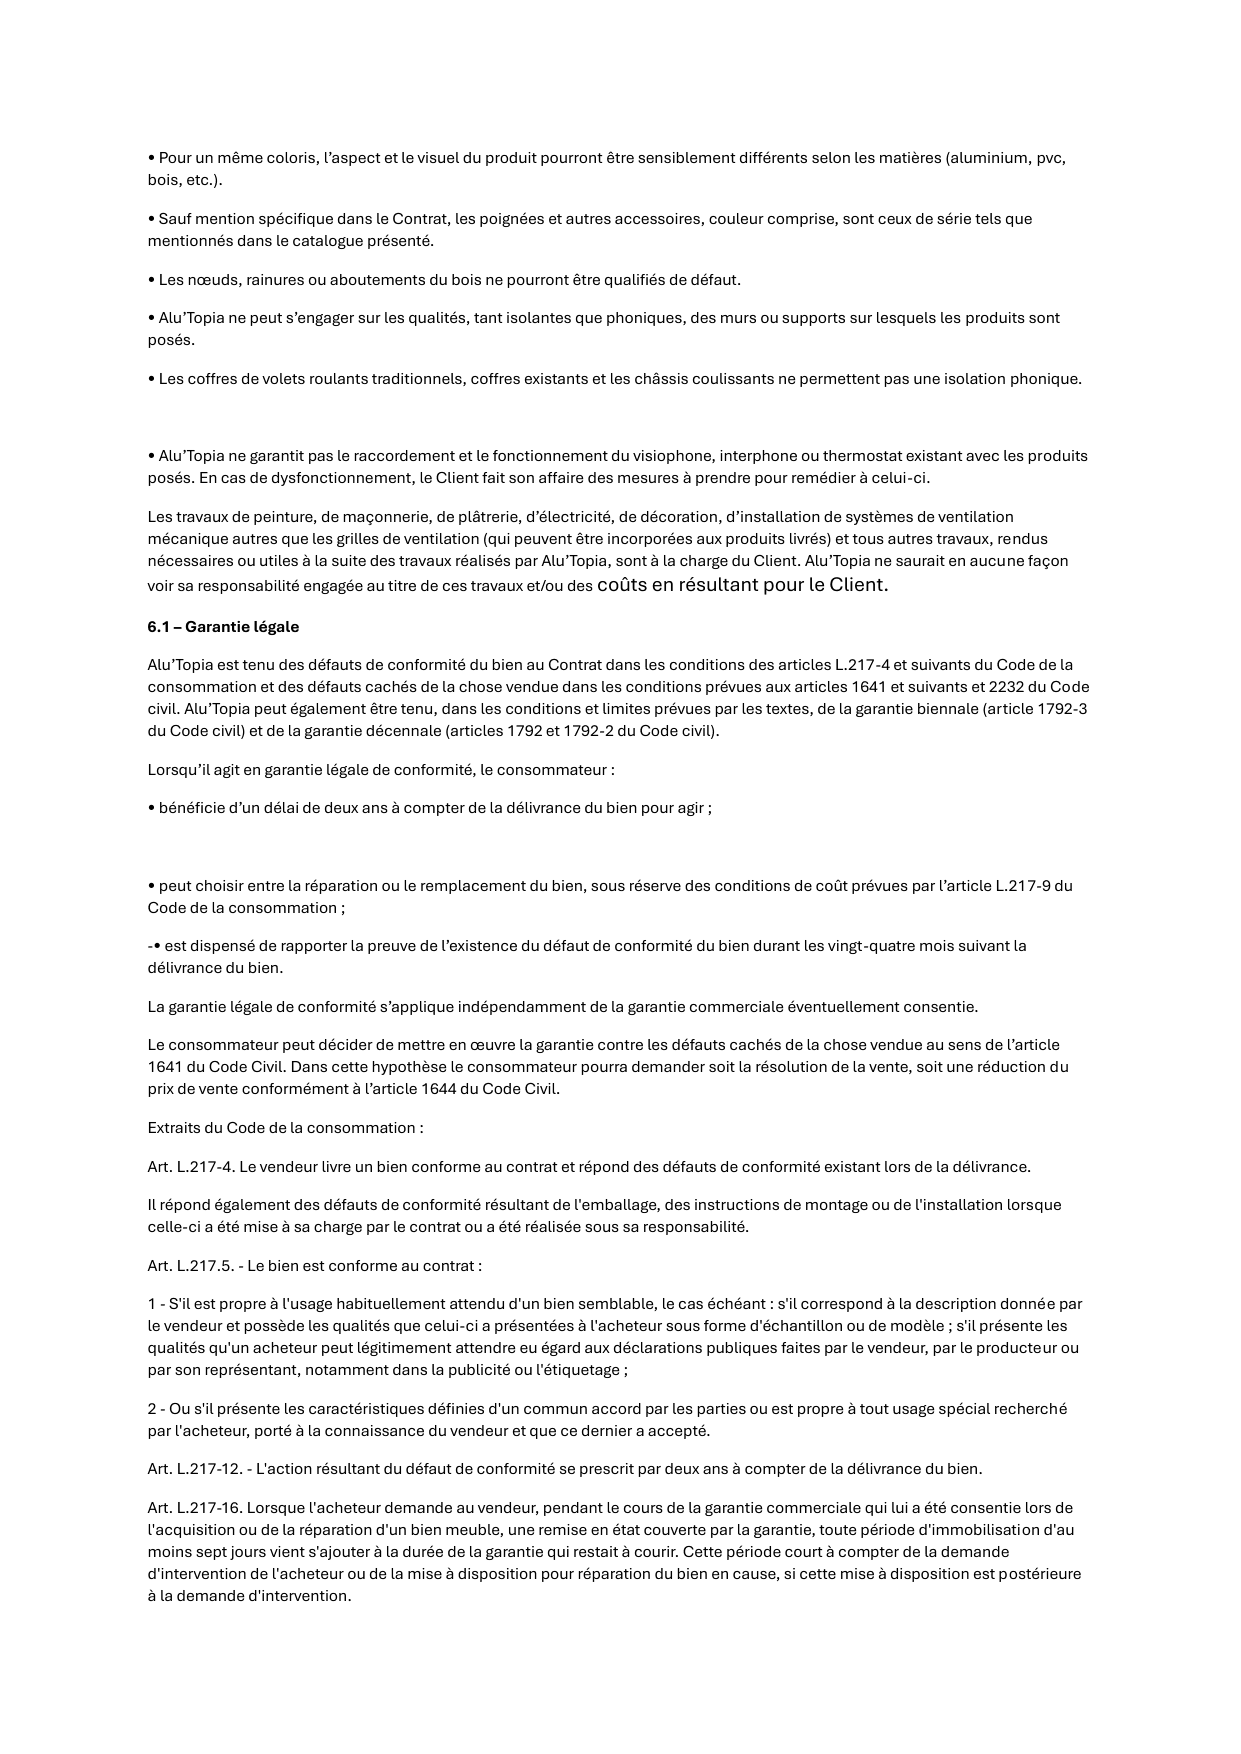 • Pour un même coloris, l’aspect et le visuel du produit pourront être sensiblement différents selon les matières (aluminium, pvc,
bois, etc.).
• Sauf mention spécifique dans le Contrat, les poignées et autres accessoires, couleur comprise, sont ceux de série tels que
mentionnés dans le catalogue présenté.
• Les nœuds, rainures ou aboutements du bois ne pourront être qualifiés de défaut.
• Alu’Topia ne peut s’engager sur les qualités, tant isolantes que phoniques, des murs ou supports sur lesquels les produits sont
posés.
• Les coffres de volets roulants traditionnels, coffres existants et les châssis coulissants ne permettent pas une isolation phonique.
• Alu’Topia ne garantit pas le raccordement et le fonctionnement du visiophone, interphone ou thermostat existant avec les produits
posés. En cas de dysfonctionnement, le Client fait son affaire des mesures à prendre pour remédier à celui-ci.
Les travaux de peinture, de maçonnerie, de plâtrerie, d’électricité, de décoration, d’installation de systèmes de ventilation
mécanique autres que les grilles de ventilation (qui peuvent être incorporées aux produits livrés) et tous autres travaux, rendus
nécessaires ou utiles à la suite des travaux réalisés par Alu’Topia, sont à la charge du Client. Alu’Topia ne saurait en aucune façon
voir sa responsabilité engagée au titre de ces travaux et/ou des coûts en résultant pour le Client.
6.1 – Garantie légale
Alu’Topia est tenu des défauts de conformité du bien au Contrat dans les conditions des articles L.217-4 et suivants du Code de la
consommation et des défauts cachés de la chose vendue dans les conditions prévues aux articles 1641 et suivants et 2232 du Code
civil. Alu’Topia peut également être tenu, dans les conditions et limites prévues par les textes, de la garantie biennale (article 1792-3
du Code civil) et de la garantie décennale (articles 1792 et 1792-2 du Code civil).
Lorsqu’il agit en garantie légale de conformité, le consommateur :
• bénéficie d’un délai de deux ans à compter de la délivrance du bien pour agir ;
• peut choisir entre la réparation ou le remplacement du bien, sous réserve des conditions de coût prévues par l’article L.217-9 du
Code de la consommation ;
-• est dispensé de rapporter la preuve de l’existence du défaut de conformité du bien durant les vingt-quatre mois suivant la
délivrance du bien.
La garantie légale de conformité s’applique indépendamment de la garantie commerciale éventuellement consentie.
Le consommateur peut décider de mettre en œuvre la garantie contre les défauts cachés de la chose vendue au sens de l’article
1641 du Code Civil. Dans cette hypothèse le consommateur pourra demander soit la résolution de la vente, soit une réduction du
prix de vente conformément à l’article 1644 du Code Civil.
Extraits du Code de la consommation :
Art. L.217-4. Le vendeur livre un bien conforme au contrat et répond des défauts de conformité existant lors de la délivrance.
Il répond également des défauts de conformité résultant de l'emballage, des instructions de montage ou de l'installation lorsque
celle-ci a été mise à sa charge par le contrat ou a été réalisée sous sa responsabilité.
Art. L.217.5. - Le bien est conforme au contrat :
1 - S'il est propre à l'usage habituellement attendu d'un bien semblable, le cas échéant : s'il correspond à la description donnée par
le vendeur et possède les qualités que celui-ci a présentées à l'acheteur sous forme d'échantillon ou de modèle ; s'il présente les
qualités qu'un acheteur peut légitimement attendre eu égard aux déclarations publiques faites par le vendeur, par le producteur ou
par son représentant, notamment dans la publicité ou l'étiquetage ;
2 - Ou s'il présente les caractéristiques définies d'un commun accord par les parties ou est propre à tout usage spécial recherché
par l'acheteur, porté à la connaissance du vendeur et que ce dernier a accepté.
Art. L.217-12. - L'action résultant du défaut de conformité se prescrit par deux ans à compter de la délivrance du bien.
Art. L.217-16. Lorsque l'acheteur demande au vendeur, pendant le cours de la garantie commerciale qui lui a été consentie lors de
l'acquisition ou de la réparation d'un bien meuble, une remise en état couverte par la garantie, toute période d'immobilisation d'au
moins sept jours vient s'ajouter à la durée de la garantie qui restait à courir. Cette période court à compter de la demande
d'intervention de l'acheteur ou de la mise à disposition pour réparation du bien en cause, si cette mise à disposition est postérieure
à la demande d'intervention.